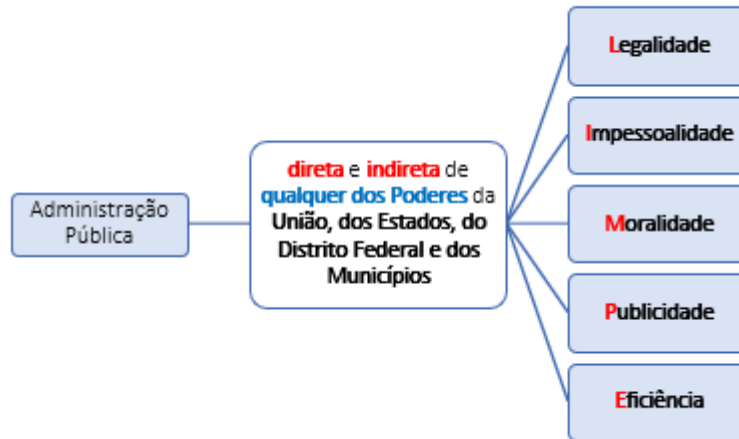 Administração
Pública
direta e indireta de
qualquer dos Poderes da
União, dos Estados, do
Distrito Federal e dos
Municípios
Legalidade
Impessoalidade
Moralidade
Publicidade
Eficiência